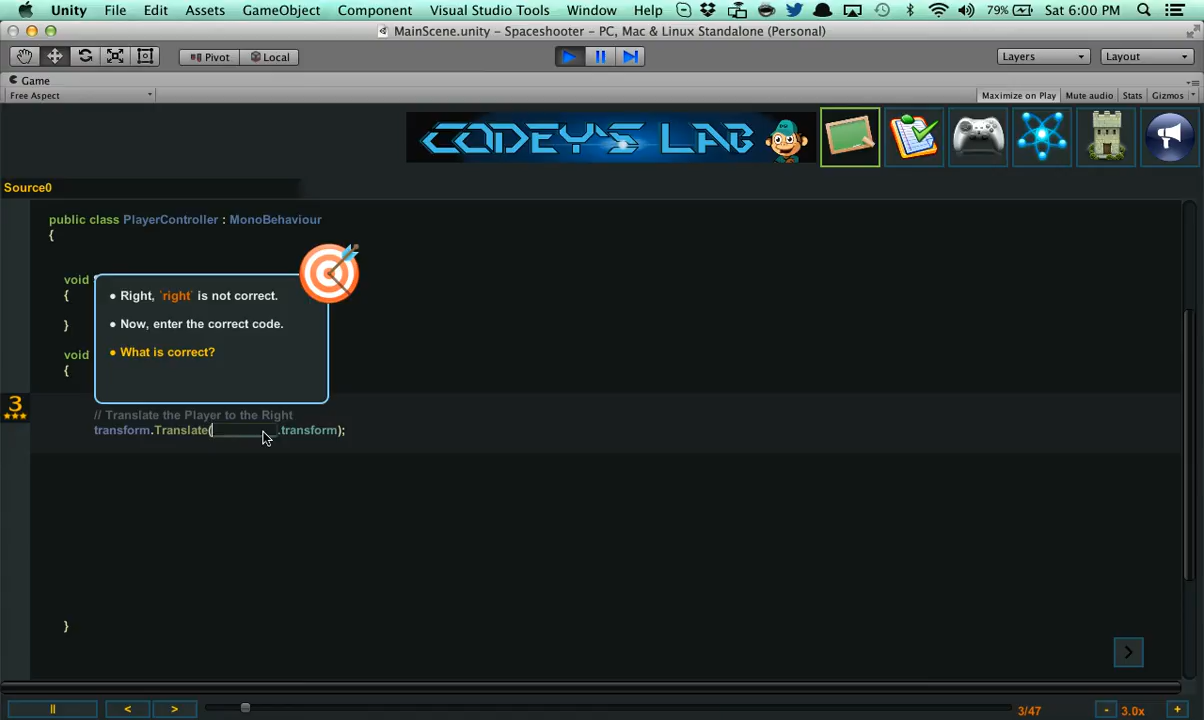 Unity File Edit Assets GameObject Component Visual Studio Tools Window Help 79% Sat 6:00 PM
MainScene.unity – Spaceshooter – PC, Mac & Linux Standalone (Personal)
Pivot Local Layers Layout
Game
Free Aspect Maximize on Play Mute audio Stats Gizmos
CODEY'S LAB
Source0
public class PlayerController : MonoBehaviour
{
void
{
}
void
{
• Right, `right` is not correct.
• Now, enter the correct code.
• What is correct?
3
// Translate the Player to the Right
transform.Translate(________.transform);
}
>
|| < > 3/47 - 3.0x +